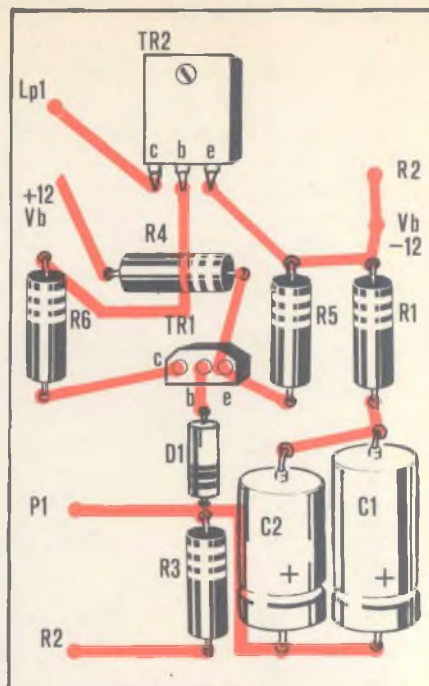 TR2
Lp1
c b e
R2
+12
Vb
R4
Vb
-12
R6
TR1
R5
R1
c
b
e
D1
P1
C2
C1
R3
+
+
R2